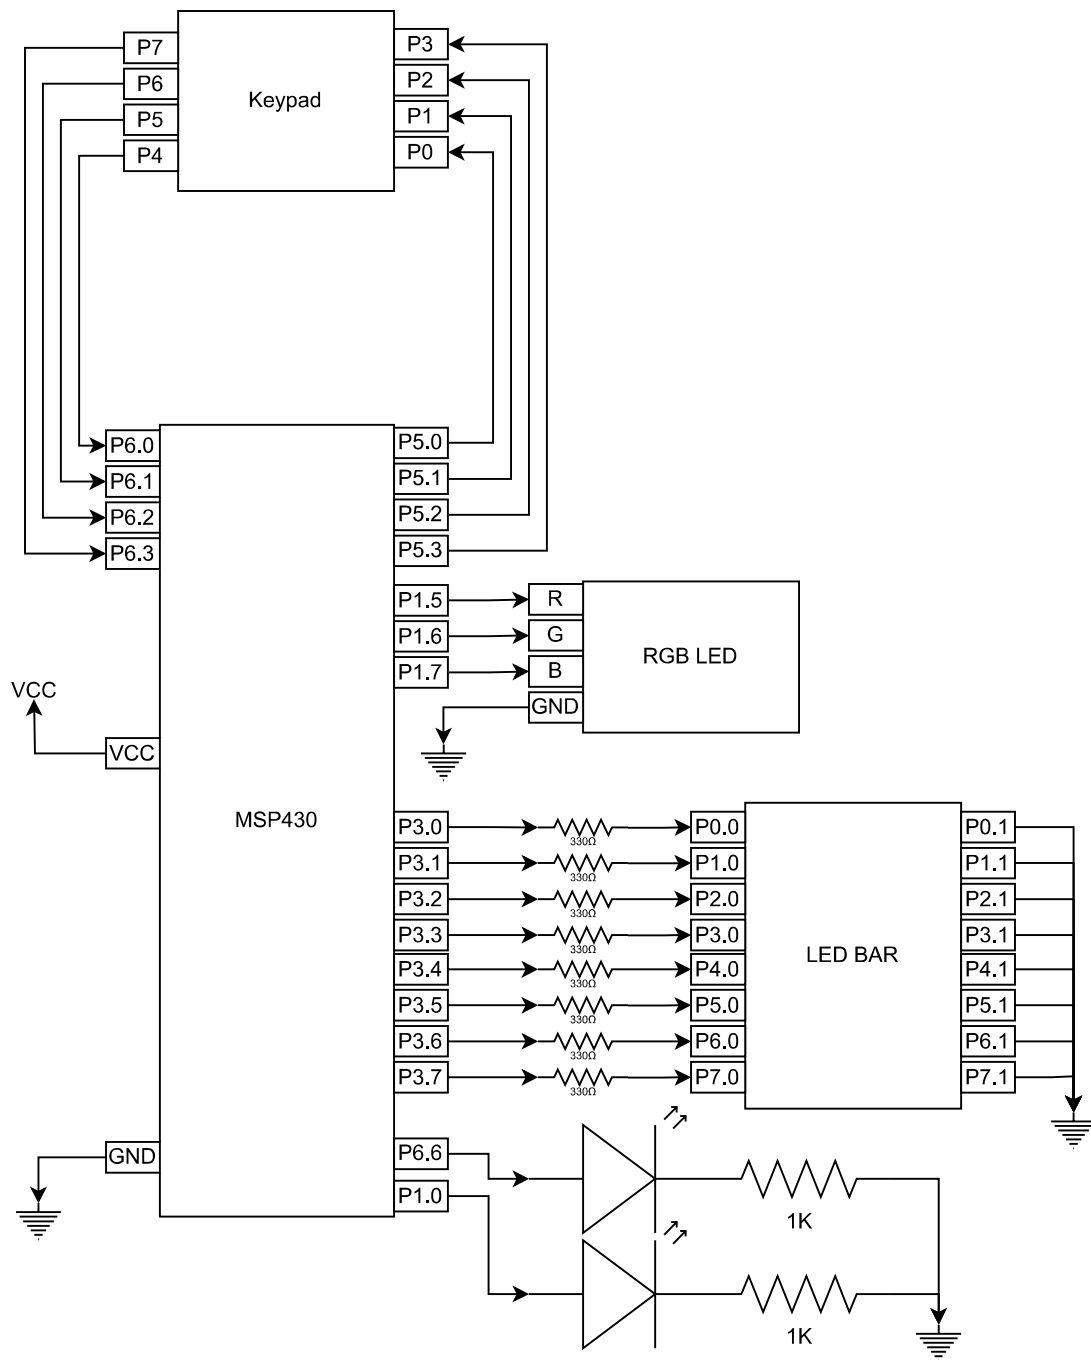 P7
P3
P6
P2
Keypad
P5
P1
P4
P0
P6.0
P5.0
P6.1
P5.1
P6.2
P5.2
P6.3
P5.3
P1.5
R
P1.6
G
RGB LED
P1.7
B
VCC
GND
VCC
MSP430
P3.0
330Ω
P0.0
P0.1
P3.1
330Ω
P1.0
P1.1
P3.2
330Ω
P2.0
P2.1
P3.3
330Ω
P3.0
P3.1
LED BAR
P3.4
330Ω
P4.0
P4.1
P3.5
330Ω
P5.0
P5.1
P3.6
330Ω
P6.0
P6.1
P3.7
330Ω
P7.0
P7.1
GND
P6.6
P1.0
1K
1K